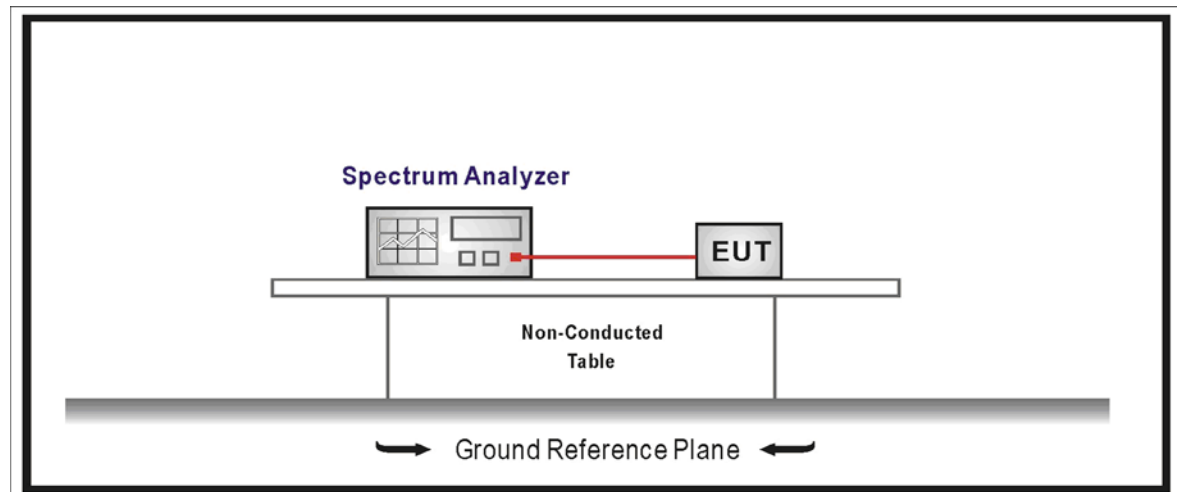 Spectrum Analyzer
EUT
Non-Conducted
Table
Ground Reference Plane